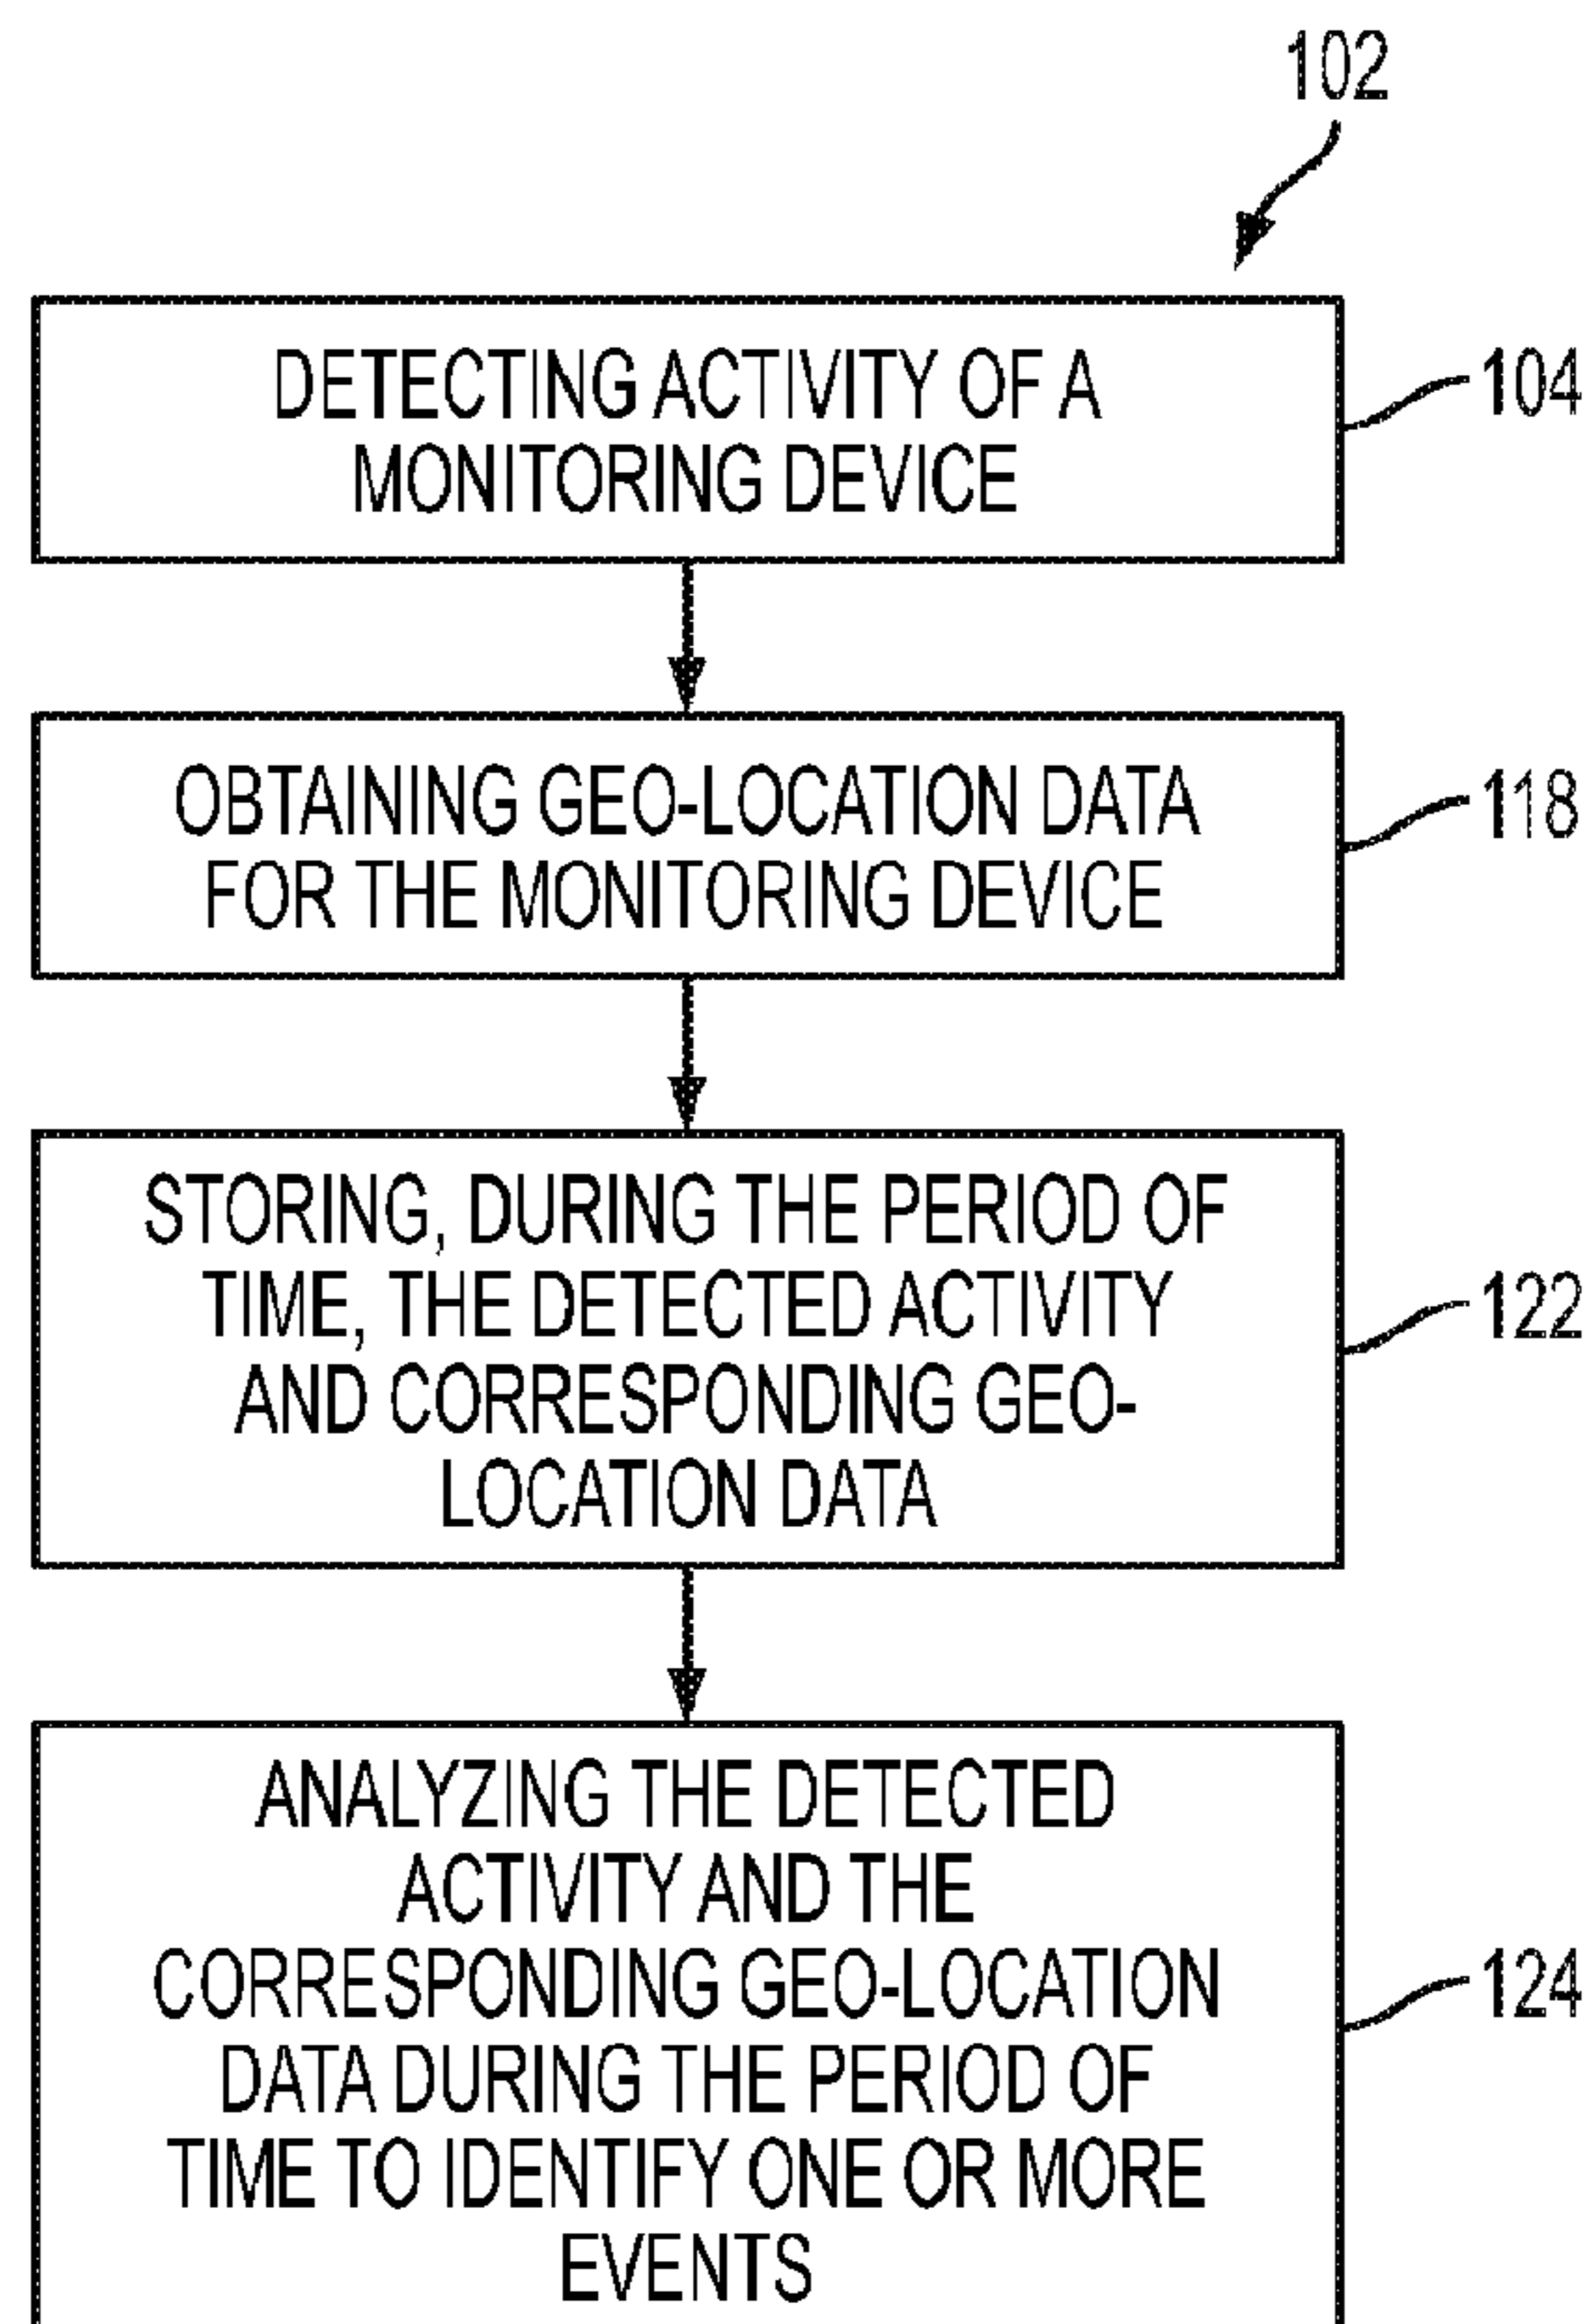 102
DETECTING ACTIVITY OF A
MONITORING DEVICE
104
OBTAINING GEO-LOCATION DATA
FOR THE MONITORING DEVICE
118
STORING, DURING THE PERIOD OF
TIME, THE DETECTED ACTIVITY
AND CORRESPONDING GEO-
LOCATION DATA
122
ANALYZING THE DETECTED
ACTIVITY AND THE
CORRESPONDING GEO-LOCATION
DATA DURING THE PERIOD OF
TIME TO IDENTIFY ONE OR MORE
EVENTS
124